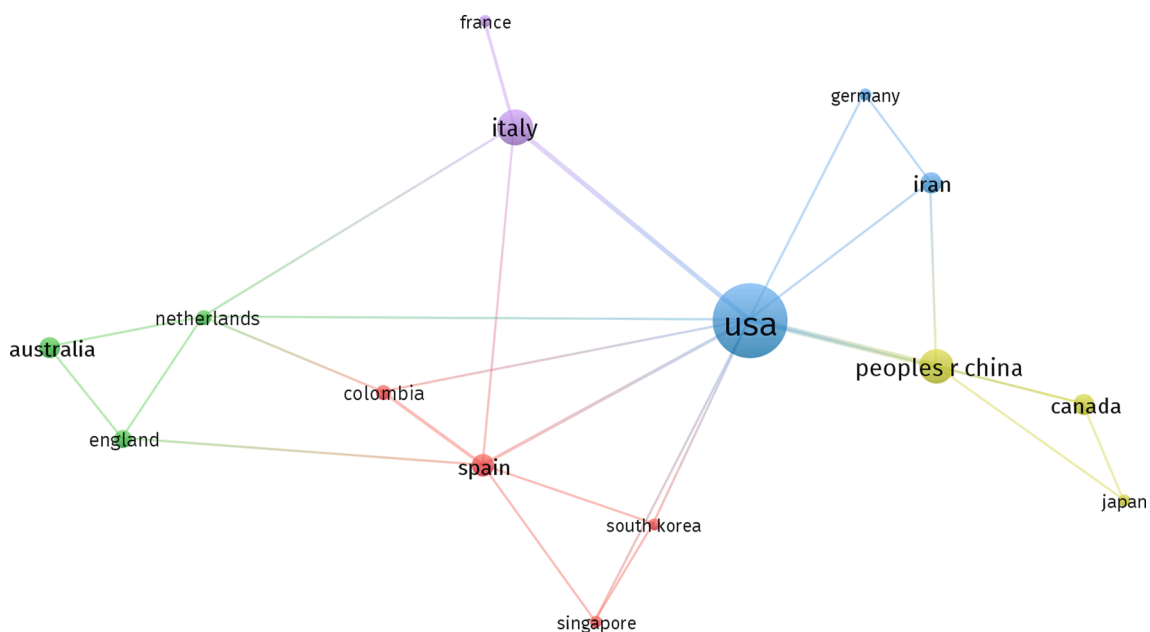 france
germany
italy
iran
netherlands
usa
australia
peoples r china
colombia
canada
england
spain
japan
south korea
singapore